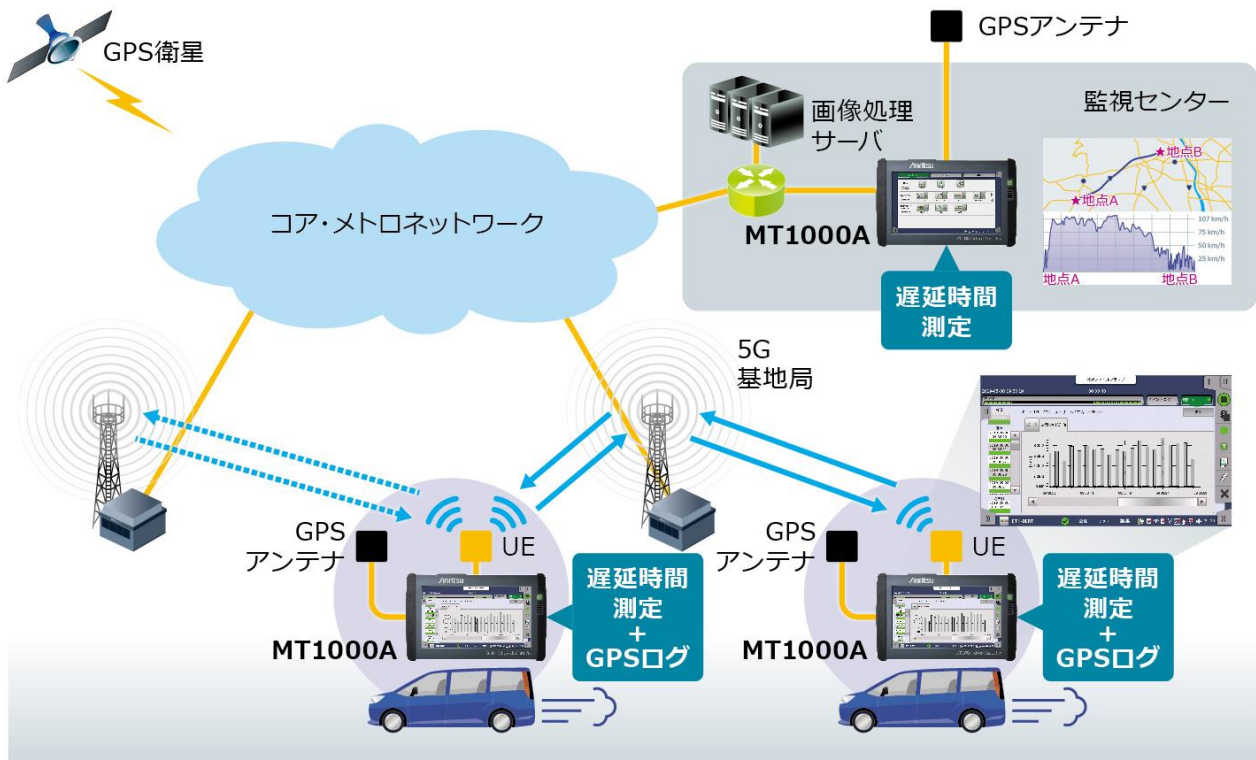 GPS衛星
GPSアンテナ
監視センター
画像処理
サーバ
コア・メトロネットワーク
Anritsu
MT1000A
遅延時間
測定
★地点B
★地点A
107 km/h
75 km/h
50 km/h
25 km/h
地点A
地点B
5G
基地局
GPS
アンテナ
UE
Anritsu
MT1000A
遅延時間
測定
+
GPSログ
GPS
アンテナ
UE
Anritsu
MT1000A
遅延時間
測定
+
GPSログ